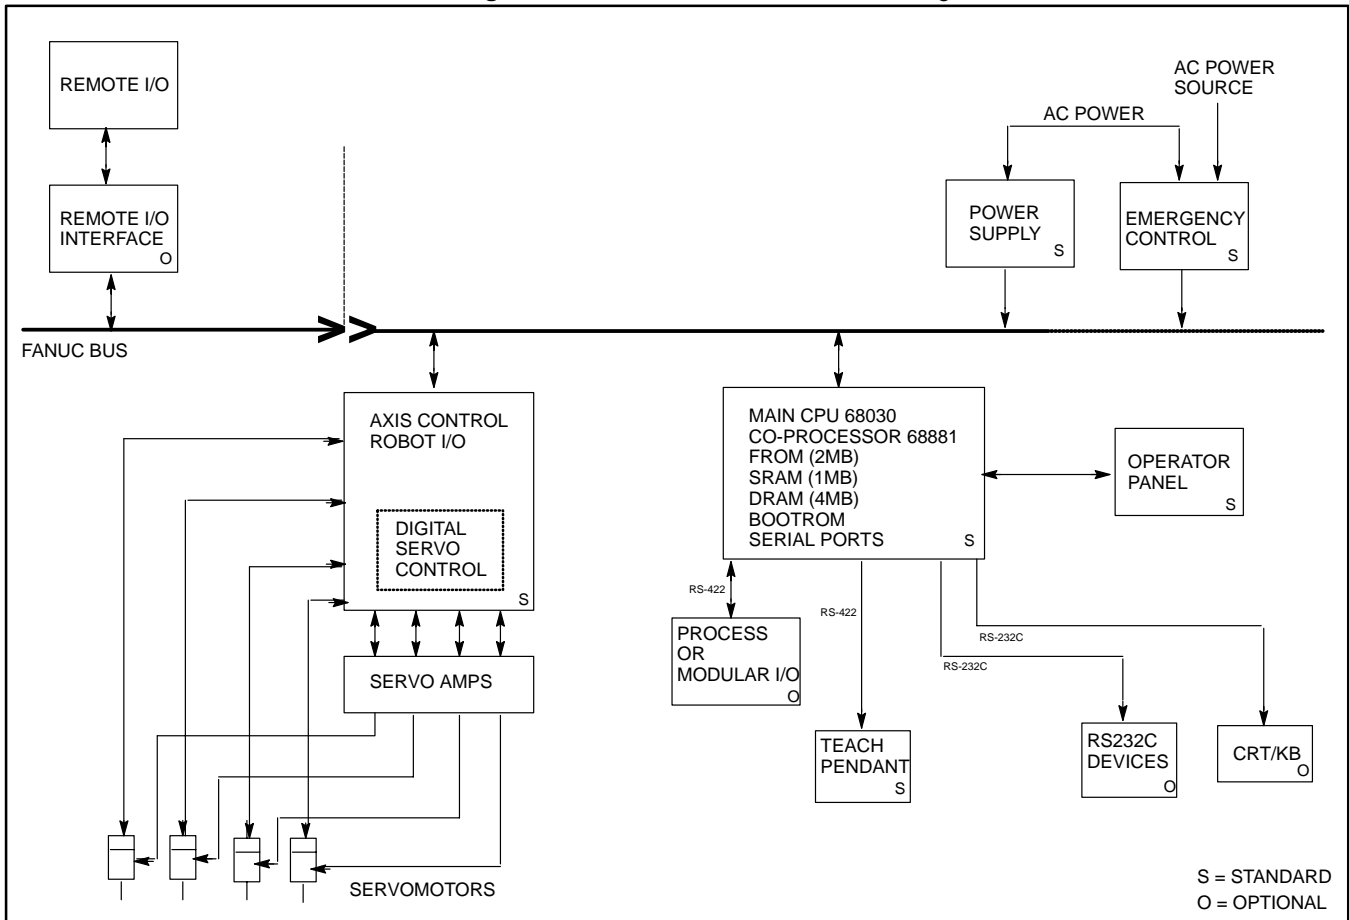 REMOTE I/O
AC POWER
SOURCE
AC POWER
REMOTE I/O
INTERFACE
O
POWER
SUPPLY
S
EMERGENCY
CONTROL
S
FANUC BUS
AXIS CONTROL
ROBOT I/O
DIGITAL
SERVO
CONTROL
S
MAIN CPU 68030
CO-PROCESSOR 68881
FROM (2MB)
SRAM (1MB)
DRAM (4MB)
BOOTROM
SERIAL PORTS
S
OPERATOR
PANEL
S
RS-422
RS-422
RS-232C
RS-232C
PROCESS
OR
MODULAR I/O
O
SERVO AMPS
TEACH
PENDANT
S
RS232C
DEVICES
O
CRT/KB
O
SERVOMOTORS
S = STANDARD
O = OPTIONAL